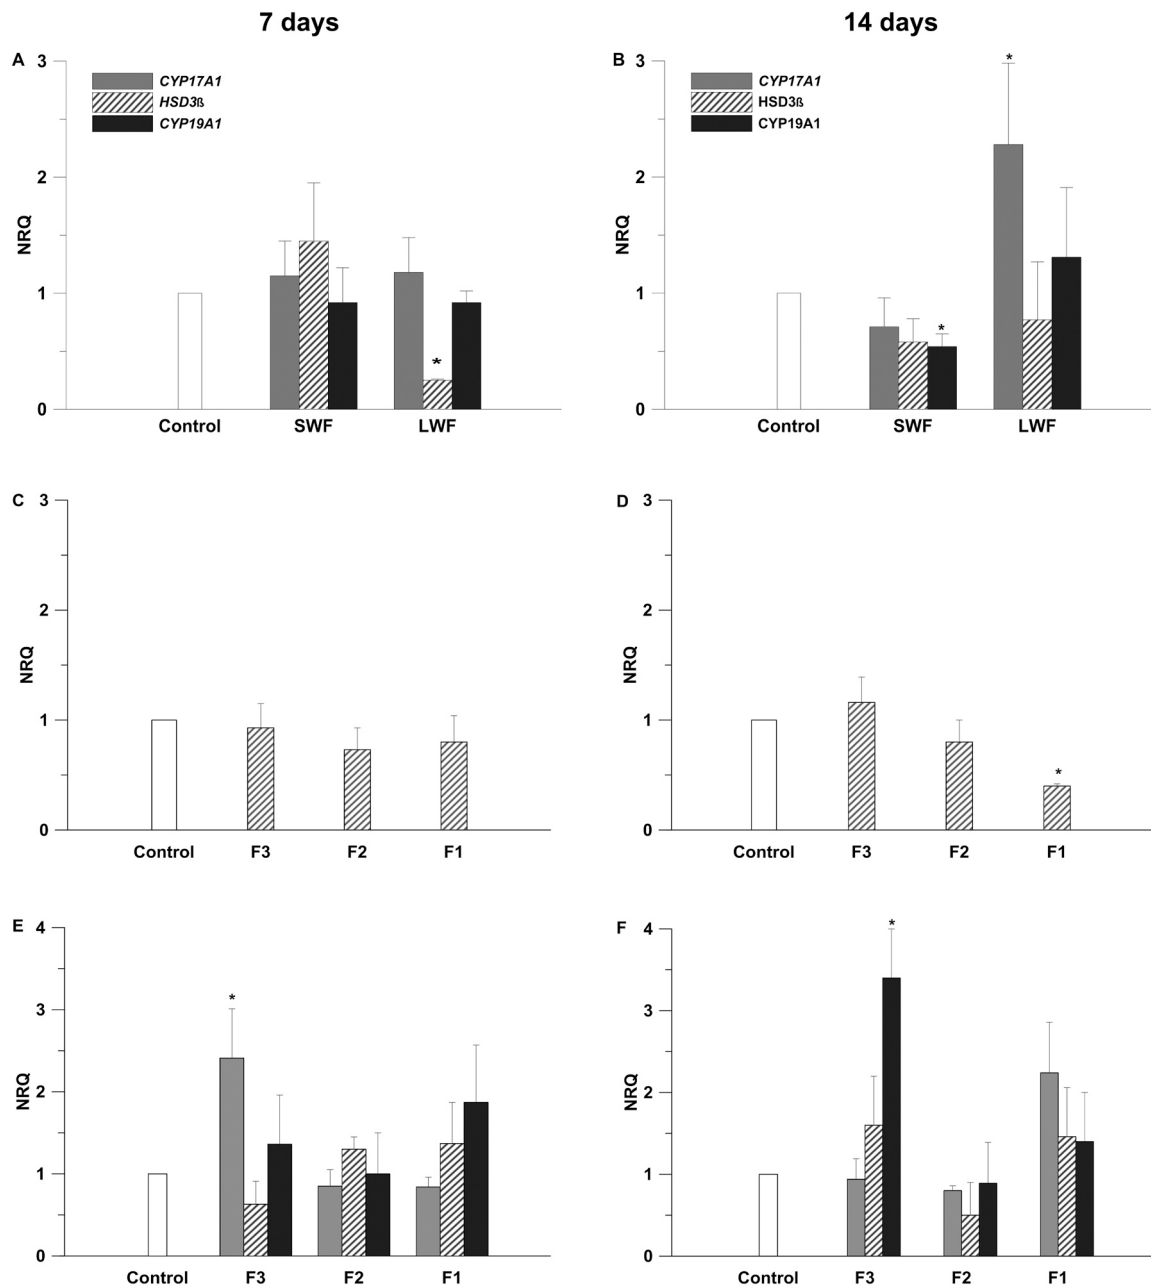 7 days
14 days
A
3
2
1
0
NRQ
CYP17A1
HSD3ß
CYP19A1
*
Control
SWF
LWF
B
3
2
1
0
NRQ
CYP17A1
HSD3ß
CYP19A1
*
*
Control
SWF
LWF
C
3
2
1
0
NRQ
Control
F3
F2
F1
D
3
2
1
0
NRQ
*
Control
F3
F2
F1
E
4
3
2
1
0
NRQ
*
Control
F3
F2
F1
F
4
3
2
1
0
NRQ
*
Control
F3
F2
F1